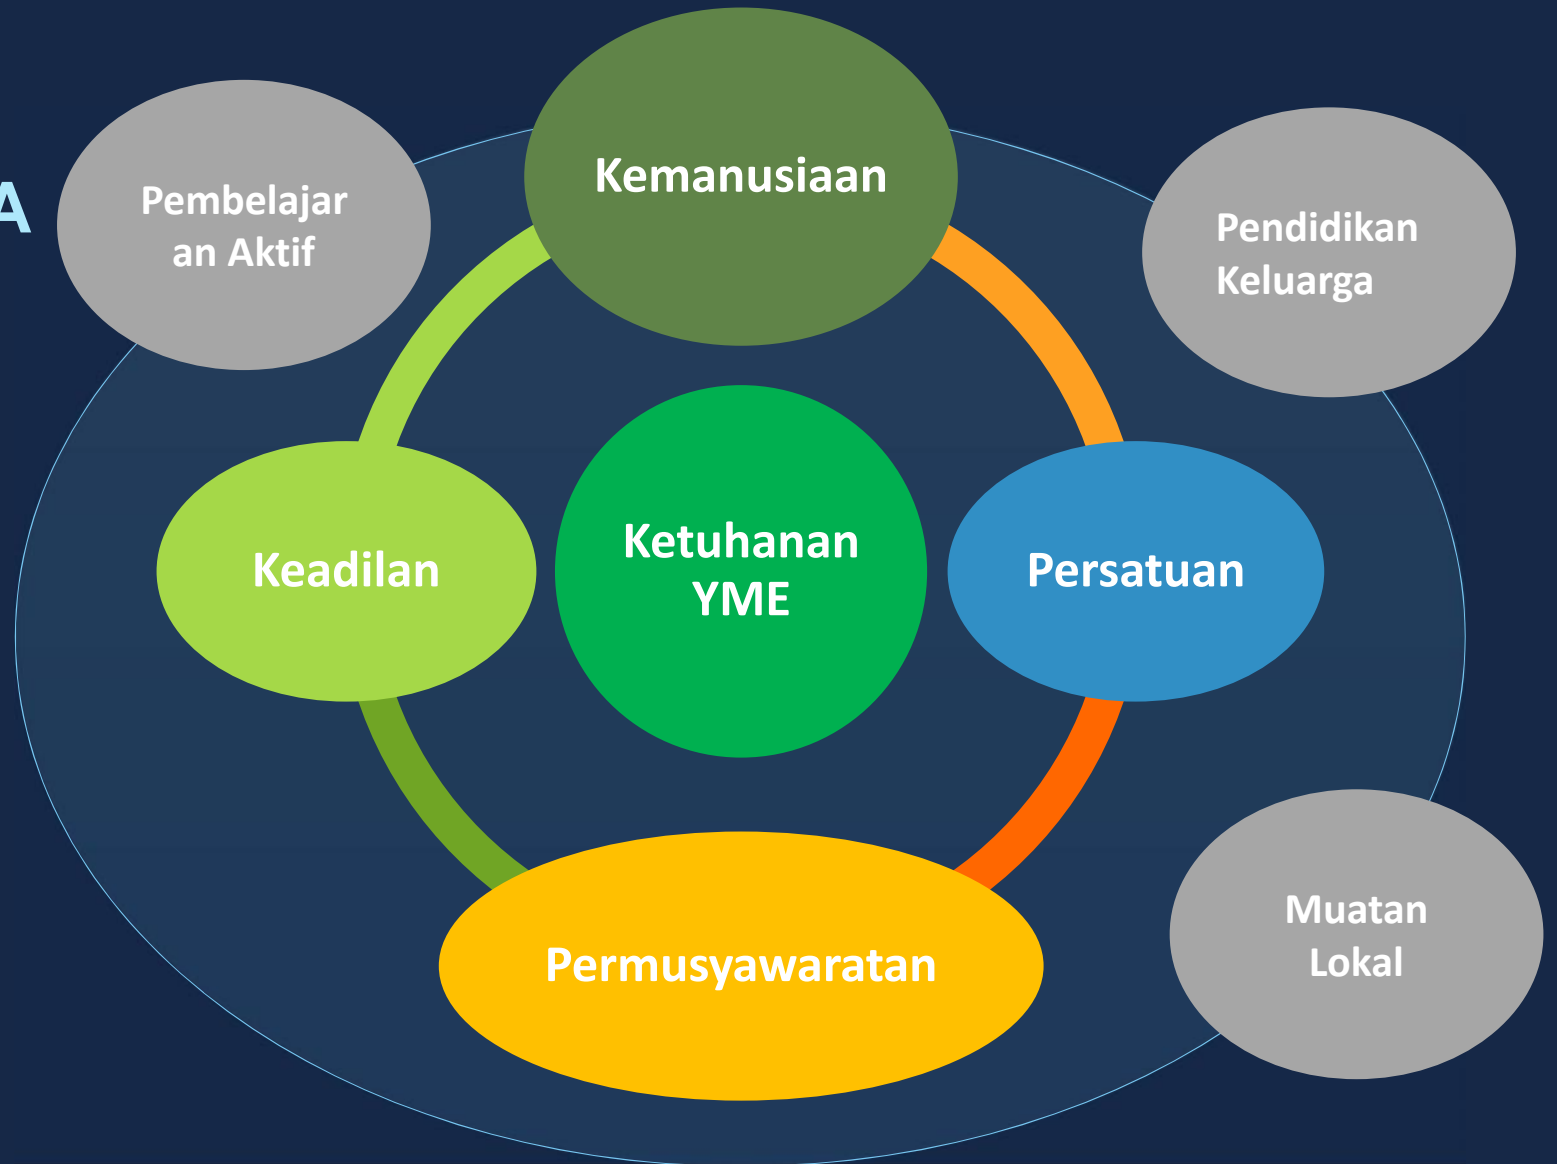 Kemanusiaan
A
Pembelajar
an Aktif
Pendidikan
Keluarga
Keadilan
Ketuhanan
YME
Persatuan
Permusyawaratan
Muatan
Lokal